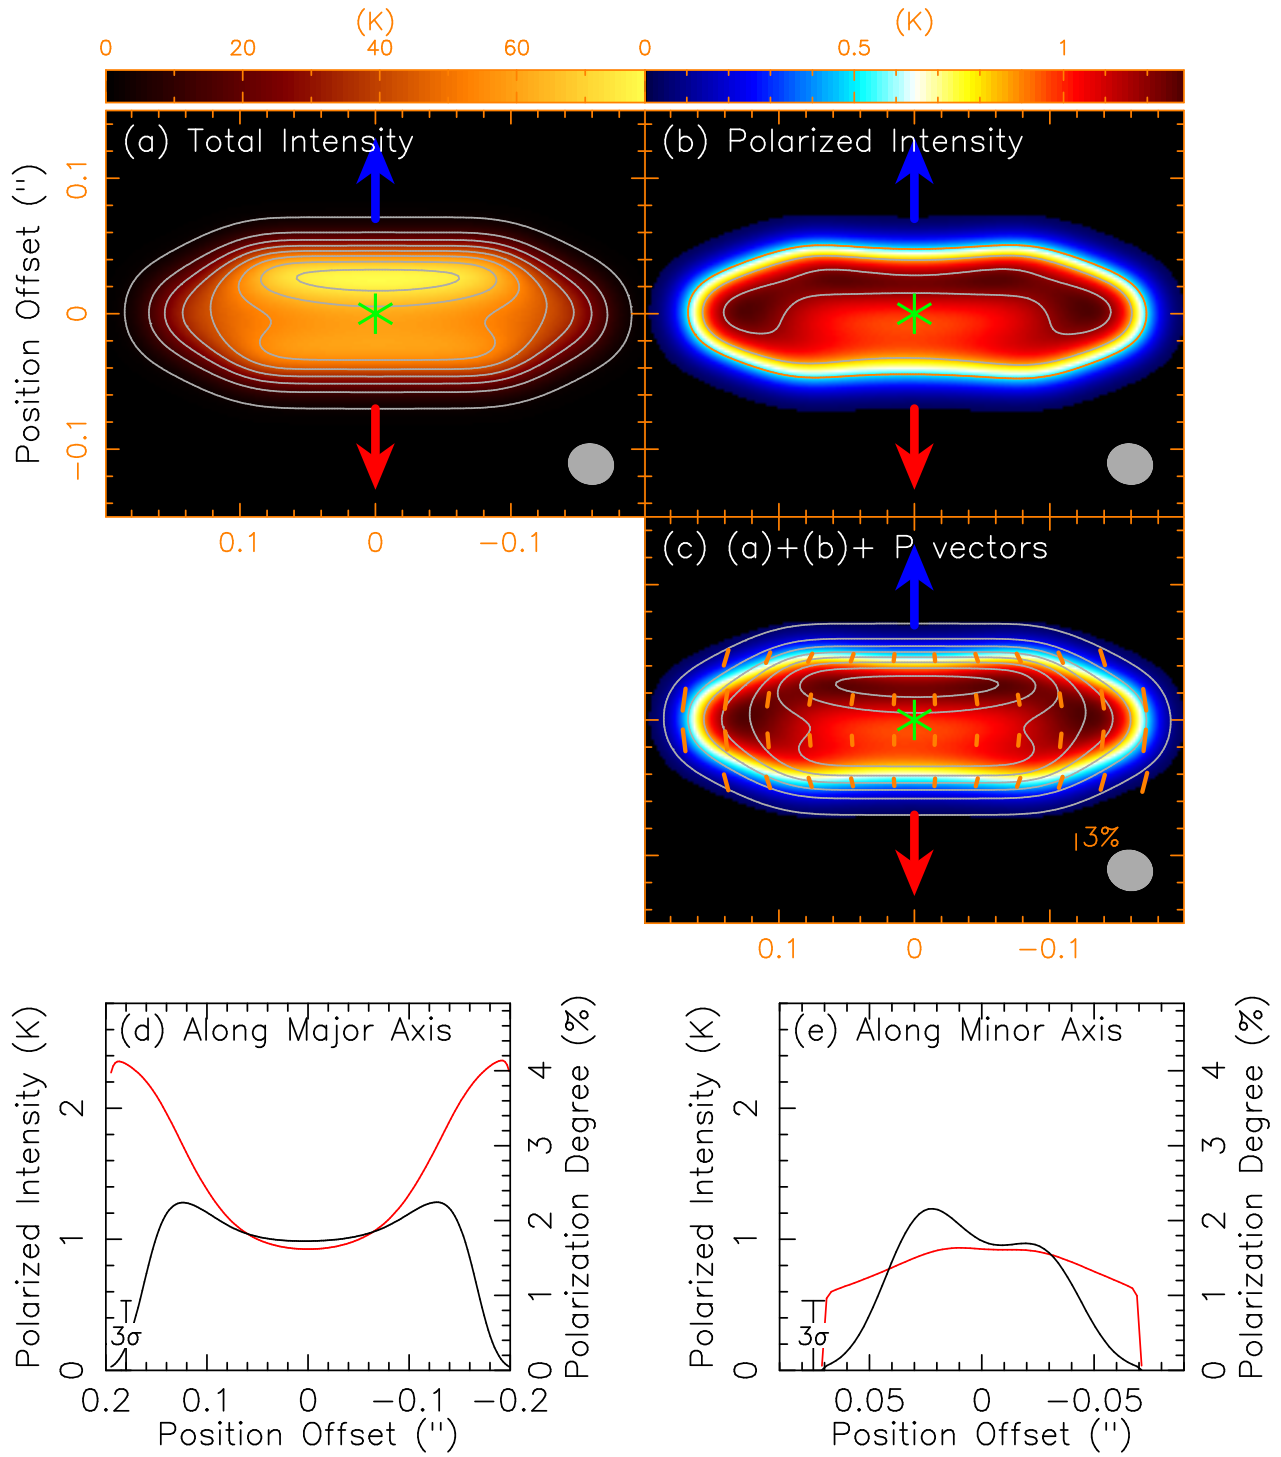 (K) (K)
0 20 40 60 0 0.5 1
(a) Total Intensity (b) Polarized Intensity
Position Offset (")
0.1 0 −0.1
0.1 0 −0.1
(c) (a)+(b)+ P vectors
3%
0.1 0 −0.1
(d) Along Major Axis
Polarized Intensity (K)
0 1 2
Polarization Degree (%)
0 1 2 3 4
3σ
0.2 0.1 0 −0.1 −0.2
Position Offset (")
(e) Along Minor Axis
Polarized Intensity (K)
0 1 2
Polarization Degree (%)
0 1 2 3 4
3σ
0.05 0 −0.05
Position Offset (")